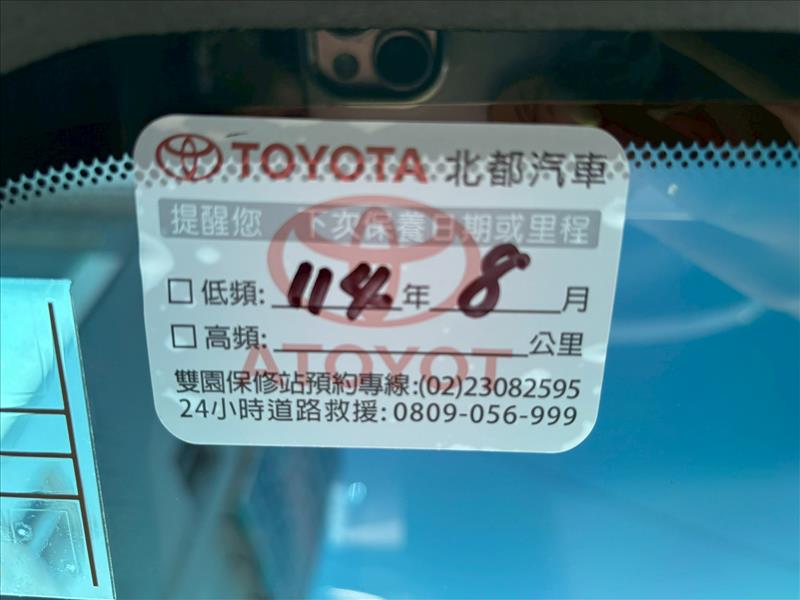 TOYOTA 北都汽車
提醒您 下次保養日期或里程
□ 低頻: 114 年 8 月
□ 高頻: 公里
ATOYOT
雙園保修站預約專線:(02)23082595
24小時道路救援: 0809-056-999